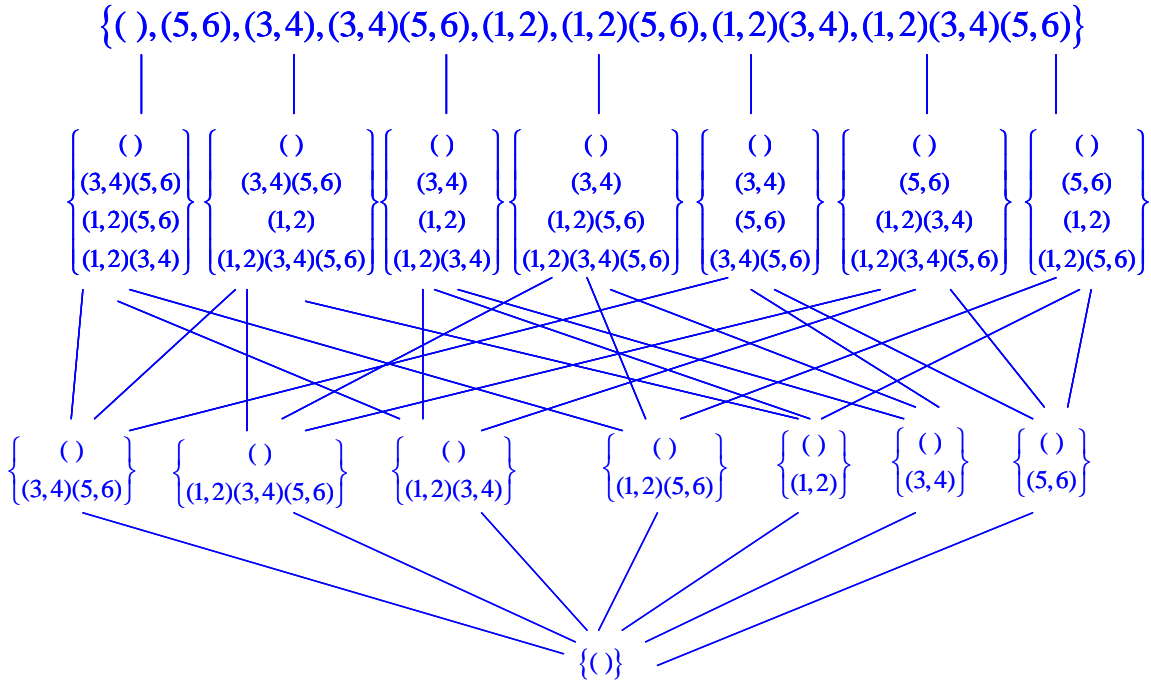 {( ),(5,6),(3,4),(3,4)(5,6),(1,2),(1,2)(5,6),(1,2)(3,4),(1,2)(3,4)(5,6)}
( ) ( ) ( ) ( ) ( ) ( ) ( )
(3,4)(5,6) (3,4)(5,6) (3,4) (3,4) (3,4) (5,6) (5,6)
(1,2)(5,6) (1,2) (1,2) (1,2)(5,6) (5,6) (1,2)(3,4) (1,2)
(1,2)(3,4) (1,2)(3,4)(5,6) (1,2)(3,4) (1,2)(3,4)(5,6) (3,4)(5,6) (1,2)(3,4)(5,6) (1,2)(5,6)
( ) ( ) ( ) ( ) ( ) ( ) ( )
(3,4)(5,6) (1,2)(3,4)(5,6) (1,2)(3,4) (1,2)(5,6) (1,2) (3,4) (5,6)
{( )}